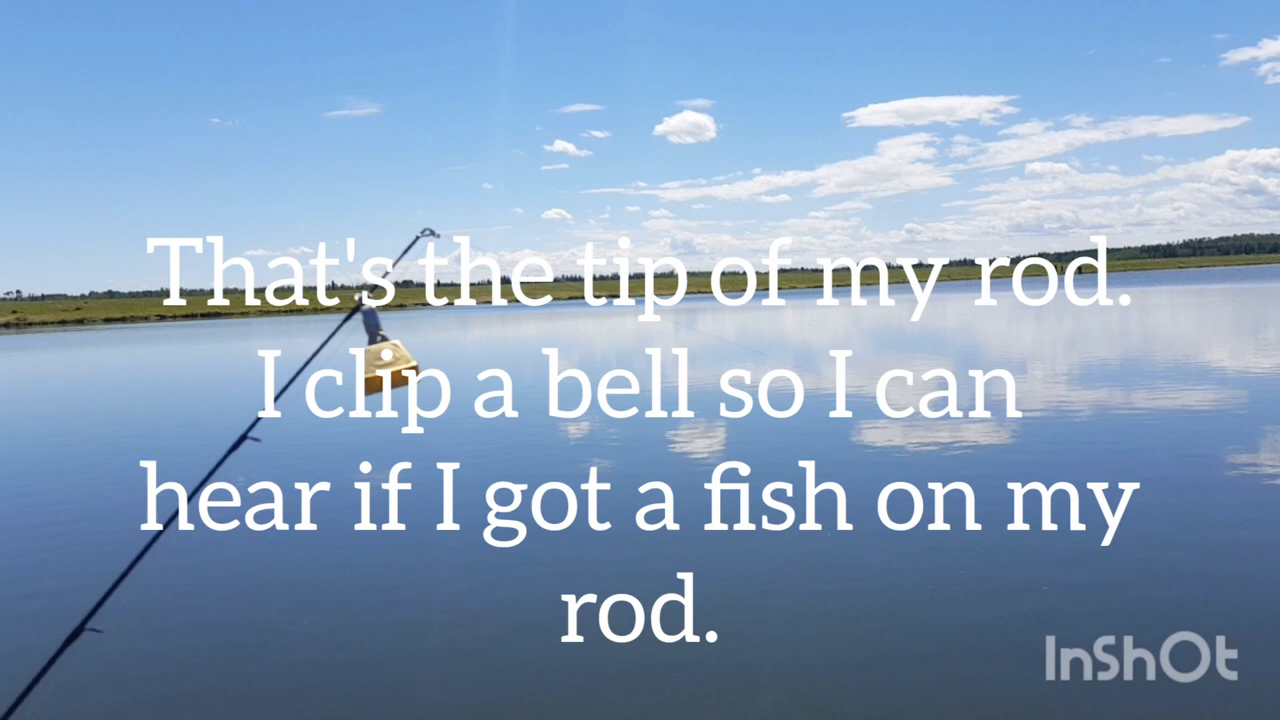 That's the tip of my rod.
I clip a bell so I can
hear if I got a fish on my
rod.
InShOt